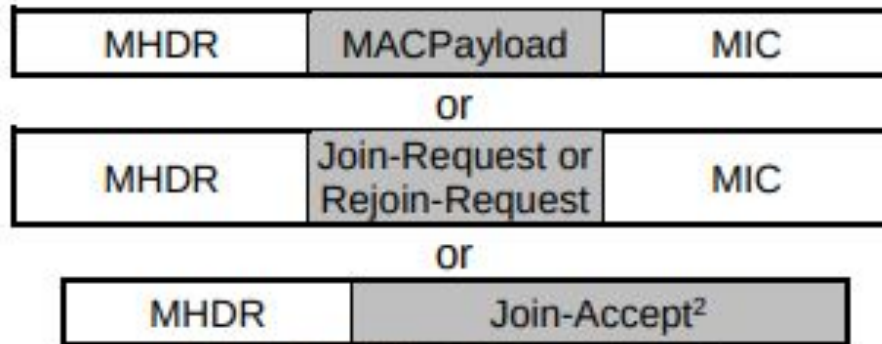 MHDR MACPayload MIC
or
MHDR Join-Request or Rejoin-Request MIC
or
MHDR Join-Accept²